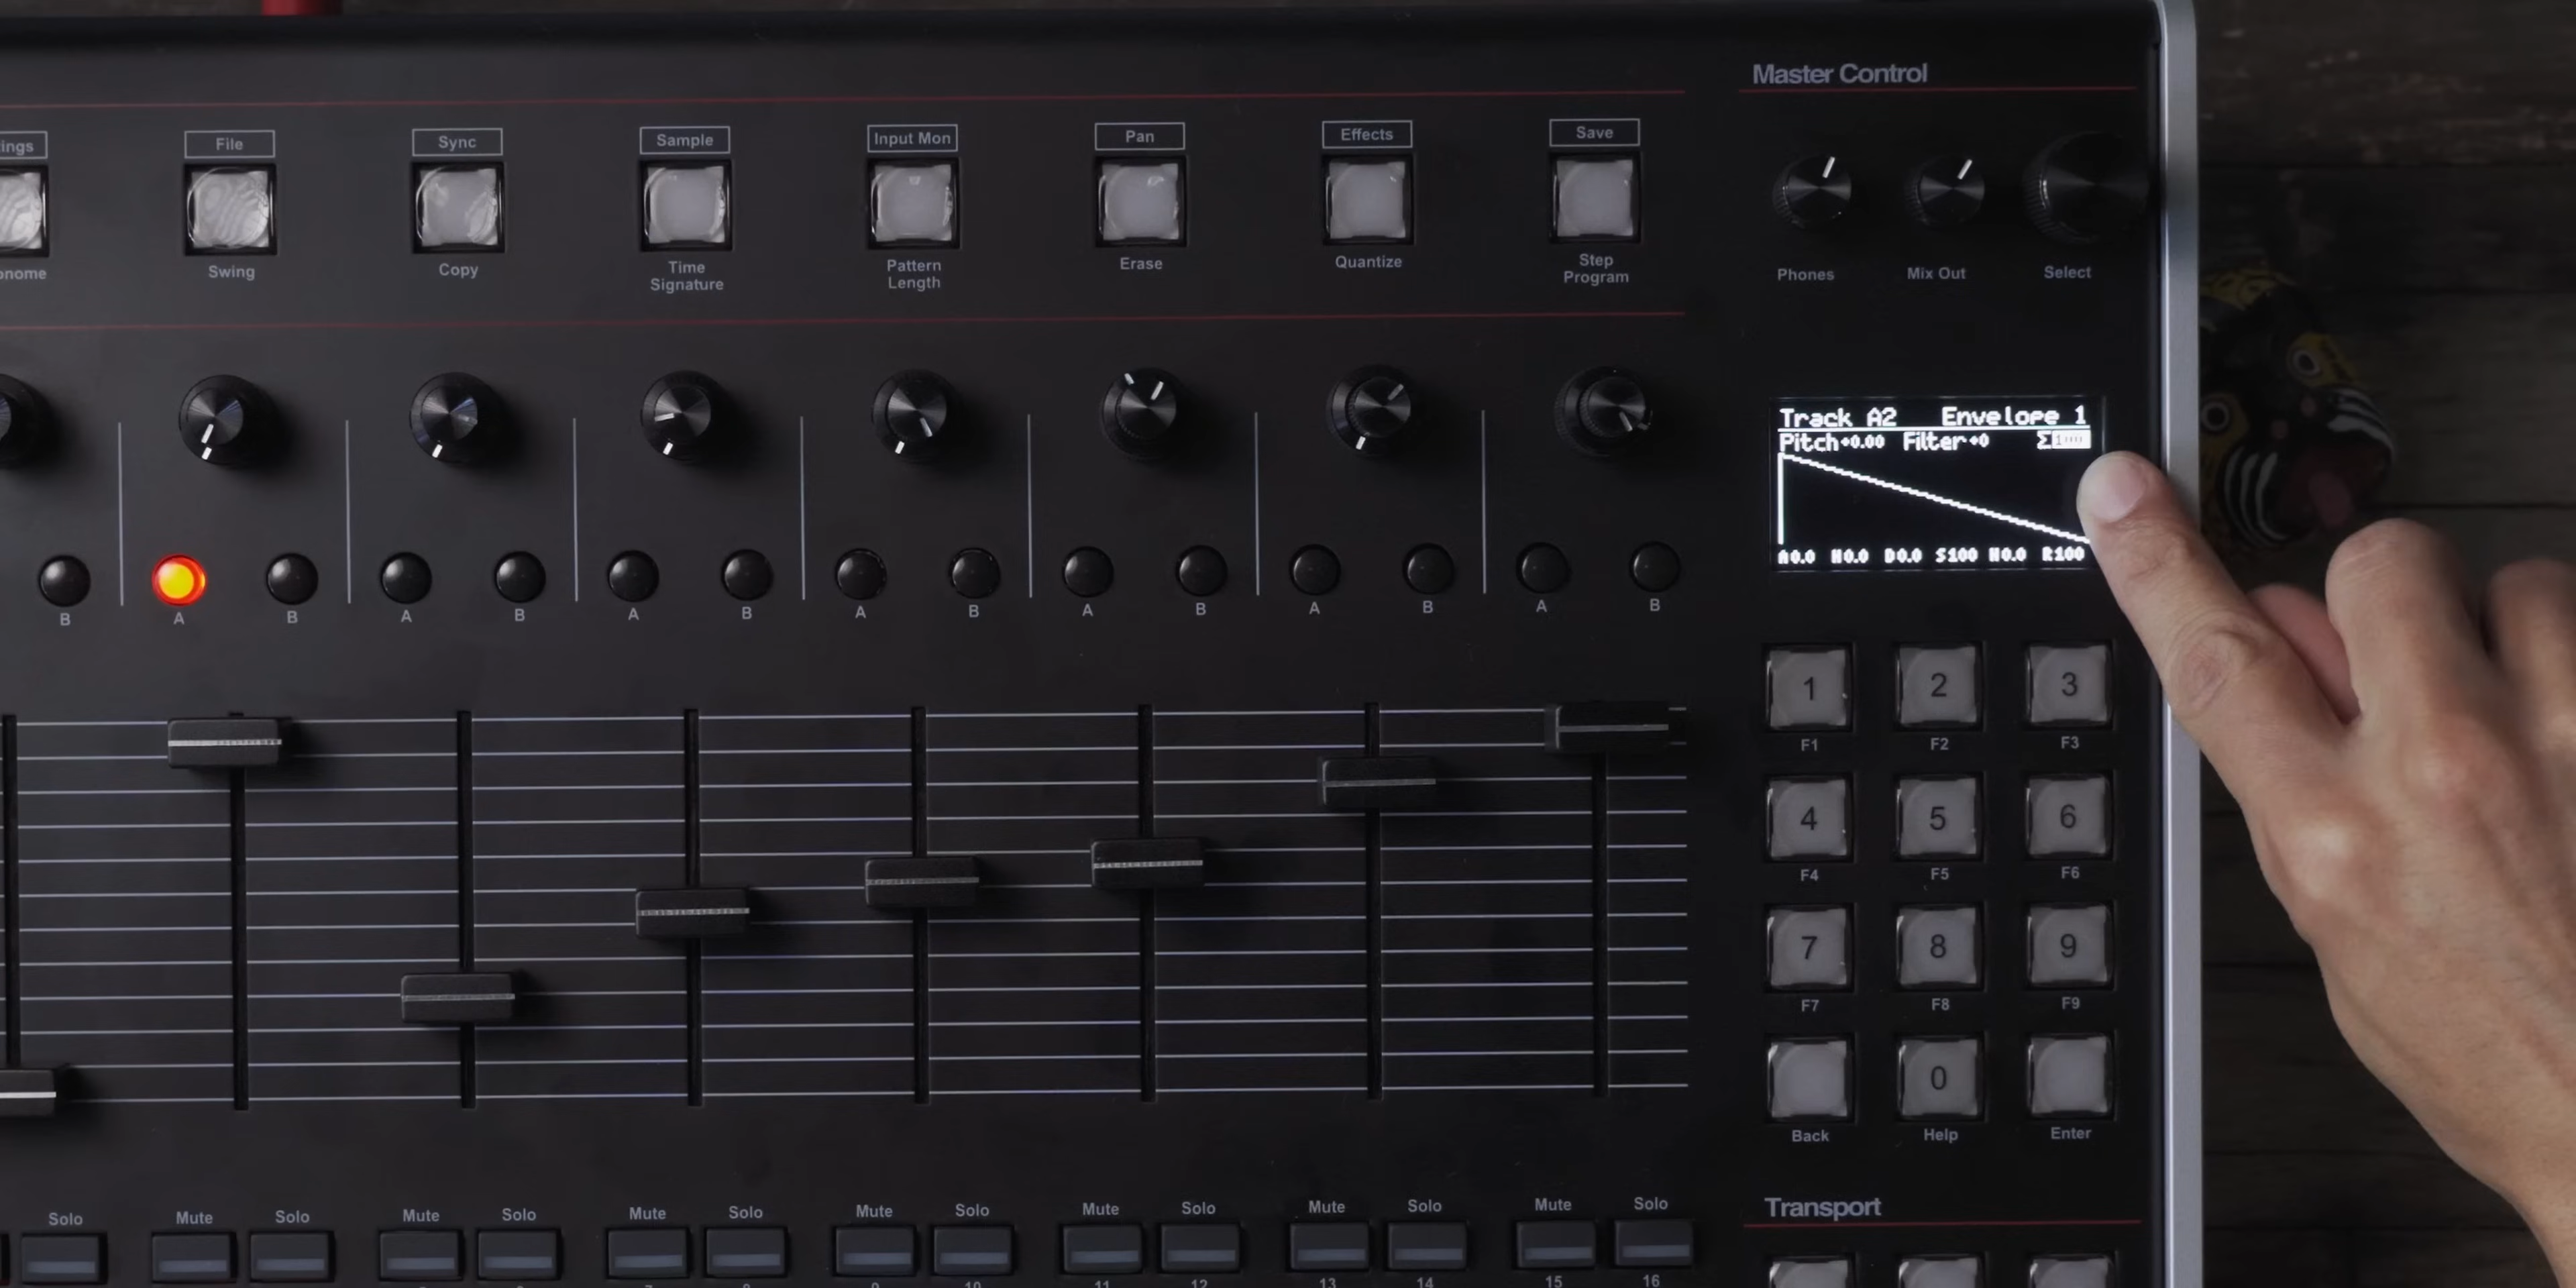 Master Control
File Sync Sample Input Mon Pan Effects Save
Swing Copy Time Signature Pattern Length Erase Quantize Step Program
Phones Mix Out Select
Track A2 Envelope 1
Pitch+0.00 Filter+0 Σ1
A0.0 H0.0 D0.0 S100 H0.0 R100
B A B A B A B A B A B A B A B
1 2 3
F1 F2 F3
4 5 6
F4 F5 F6
7 8 9
F7 F8 F9
0
Back Help Enter
Transport
Solo Mute Solo Mute Solo Mute Solo Mute Solo Mute Solo Mute Solo Mute Solo
9 10 11 12 13 14 15 16